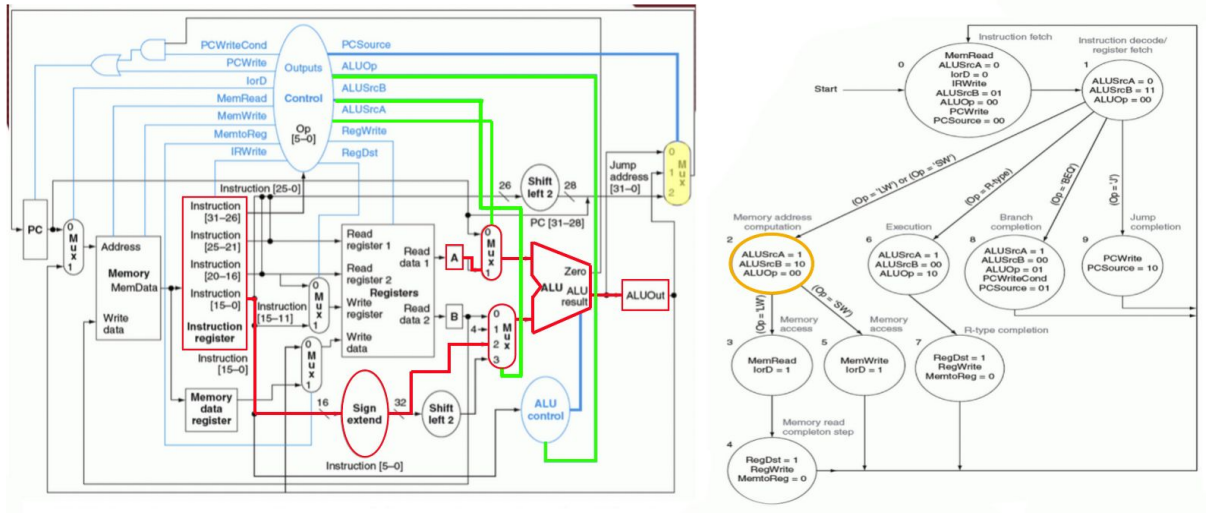 PCWriteCond
PCWrite
IorD
MemRead
MemWrite
MemtoReg
IRWrite
Outputs
Control
Op
[5–0]
PCSource
ALUOp
ALUSrcB
ALUSrcA
RegWrite
RegDst
Instruction [25-0]
26
Shift
left 2
28
Jump
address
[31-0]
PC [31–28]
0
1
2
M
u
x
PC
0
M
u
x
1
Address
Memory
MemData
Write
data
Instruction
[31–26]
Instruction
[25–21]
Instruction
[20–16]
Instruction
[15–0]
Instruction
register
Instruction
[15–0]
Memory
data
register
0
M
u
x
1
Instruction
[15–11]
0
M
u
x
1
Read
register 1
Read
register 2
Registers
Write
register
Write
data
Read
data 1
Read
data 2
A
B
4
0
M
u
x
1
0
1
2
3
M
u
x
Zero
ALU
ALU
result
ALUOut
16
Sign
extend
32
Shift
left 2
ALU
control
Instruction [5–0]
Start
Instruction fetch
0
MemRead
ALUSrcA = 0
IorD = 0
IRWrite
ALUSrcB = 01
ALUOp = 00
PCWrite
PCSource = 00
Instruction decode/
register fetch
1
ALUSrcA = 0
ALUSrcB = 11
ALUOp = 00
(Op = 'LW') or (Op = 'SW')
(Op = R-type)
(Op = 'BEQ')
(Op = 'J')
Memory address
computation
2
ALUSrcA = 1
ALUSrcB = 10
ALUOp = 00
Execution
6
ALUSrcA = 1
ALUSrcB = 00
ALUOp = 10
Branch
completion
8
ALUSrcA = 1
ALUSrcB = 00
ALUOp = 01
PCWriteCond
PCSource = 01
Jump
completion
9
PCWrite
PCSource = 10
(Op = 'LW')
(Op = 'SW')
Memory
access
3
MemRead
IorD = 1
Memory
access
5
MemWrite
IorD = 1
R-type completion
7
RegDst = 1
RegWrite
MemtoReg = 0
Memory read
completon step
4
RegDst = 1
RegWrite
MemtoReg = 0